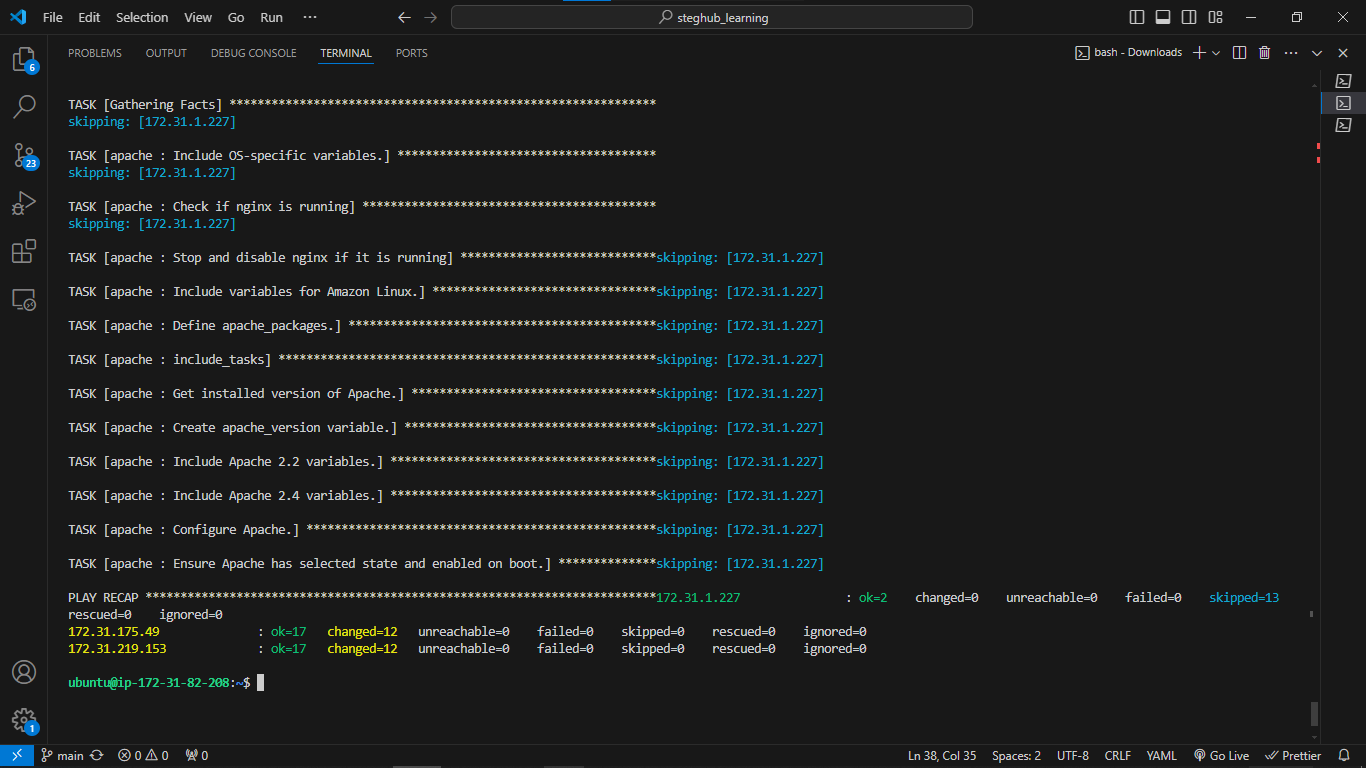 File Edit Selection View Go Run ··· steghub_learning
PROBLEMS OUTPUT DEBUG CONSOLE TERMINAL PORTS bash - Downloads
6
TASK [Gathering Facts] *************************************************************
skipping: [172.31.1.227]
TASK [apache : Include OS-specific variables.] *************************************
skipping: [172.31.1.227]
23
TASK [apache : Check if nginx is running] ******************************************
skipping: [172.31.1.227]
TASK [apache : Stop and disable nginx if it is running] ****************************skipping: [172.31.1.227]
TASK [apache : Include variables for Amazon Linux.] ********************************skipping: [172.31.1.227]
TASK [apache : Define apache_packages.] ********************************************skipping: [172.31.1.227]
TASK [apache : include_tasks] ******************************************************skipping: [172.31.1.227]
TASK [apache : Get installed version of Apache.] ***********************************skipping: [172.31.1.227]
TASK [apache : Create apache_version variable.] ************************************skipping: [172.31.1.227]
TASK [apache : Include Apache 2.2 variables.] **************************************skipping: [172.31.1.227]
TASK [apache : Include Apache 2.4 variables.] **************************************skipping: [172.31.1.227]
TASK [apache : Configure Apache.] **************************************************skipping: [172.31.1.227]
TASK [apache : Ensure Apache has selected state and enabled on boot.] **************skipping: [172.31.1.227]
PLAY RECAP *************************************************************************172.31.1.227 : ok=2 changed=0 unreachable=0 failed=0 skipped=13
rescued=0 ignored=0
172.31.175.49 : ok=17 changed=12 unreachable=0 failed=0 skipped=0 rescued=0 ignored=0
172.31.219.153 : ok=17 changed=12 unreachable=0 failed=0 skipped=0 rescued=0 ignored=0
ubuntu@ip-172-31-82-208:~$
1
main 0 0 0 Ln 38, Col 35 Spaces: 2 UTF-8 CRLF YAML Go Live Prettier